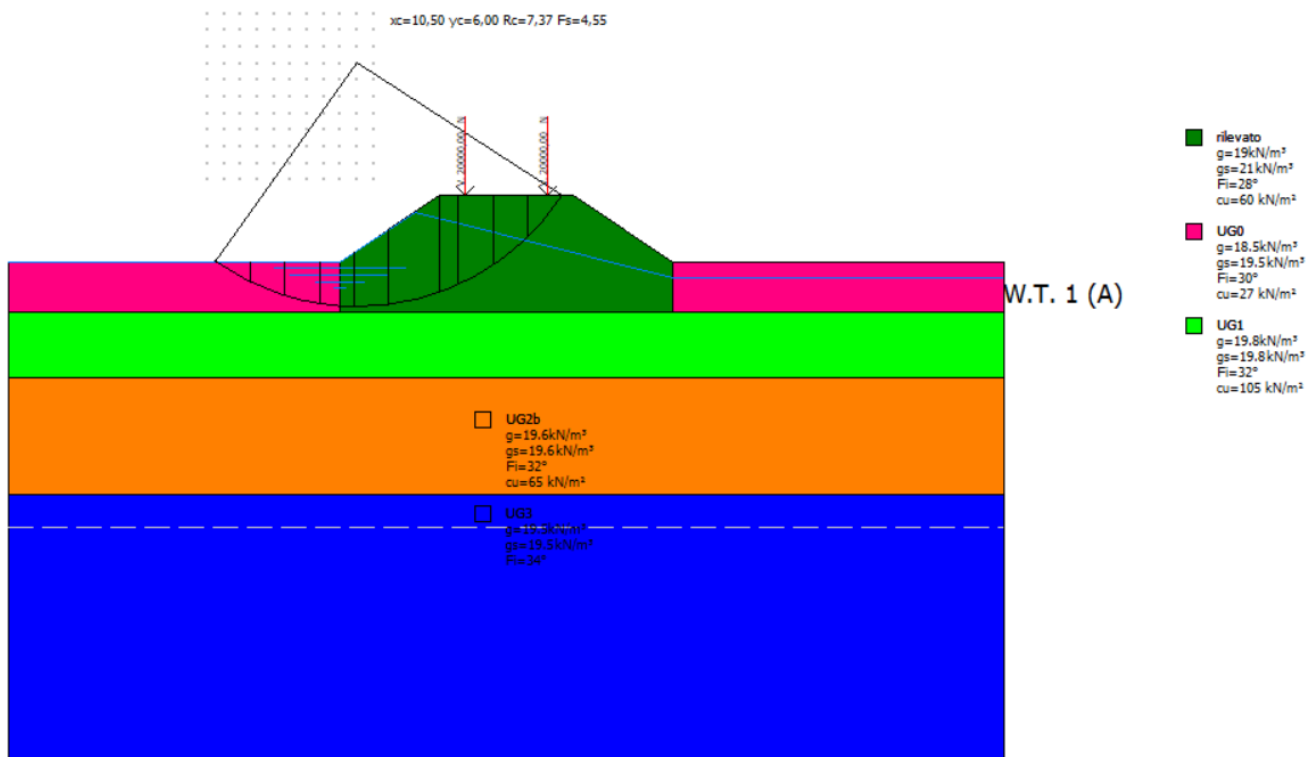 xc=10,50 yc=6,00 Rc=7,37 Fs=4,55
20000.00 N
20000.00 N
rilevato
g=19kN/m³
gs=21kN/m³
Fi=28°
cu=60 kN/m²
UG0
g=18.5kN/m³
gs=19.5kN/m³
Fi=30°
cu=27 kN/m²
W.T. 1 (A)
UG1
g=19.8kN/m³
gs=19.8kN/m³
Fi=32°
cu=105 kN/m²
UG2b
g=19.6kN/m³
gs=19.6kN/m³
Fi=32°
cu=65 kN/m²
UG3
gs=19.5kN/m³
Fi=34°